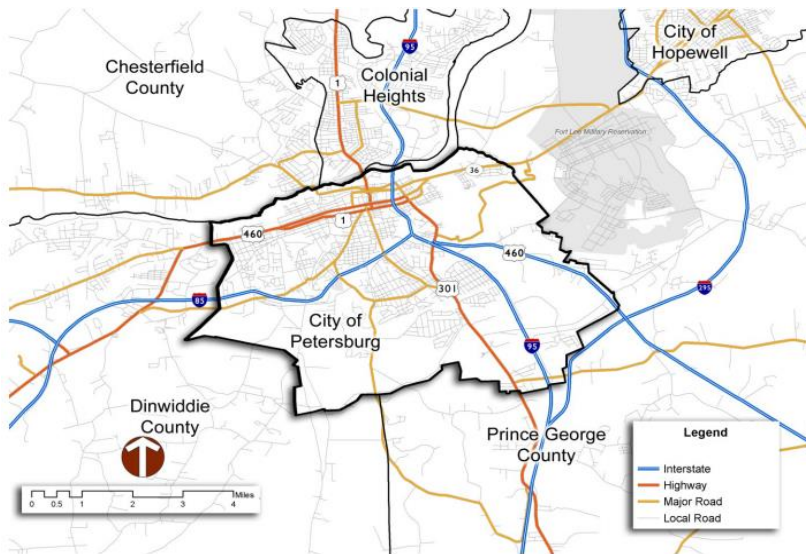 95
City of
Hopewell
Chesterfield
County
1
Colonial
Heights
Fort Lee Military Reservation
36
1
460
460
301
85
295
City of
Petersburg
95
Dinwiddie
County
Prince George
County
Legend
Interstate
Highway
Major Road
Local Road
Miles
0 0.5 1 2 3 4